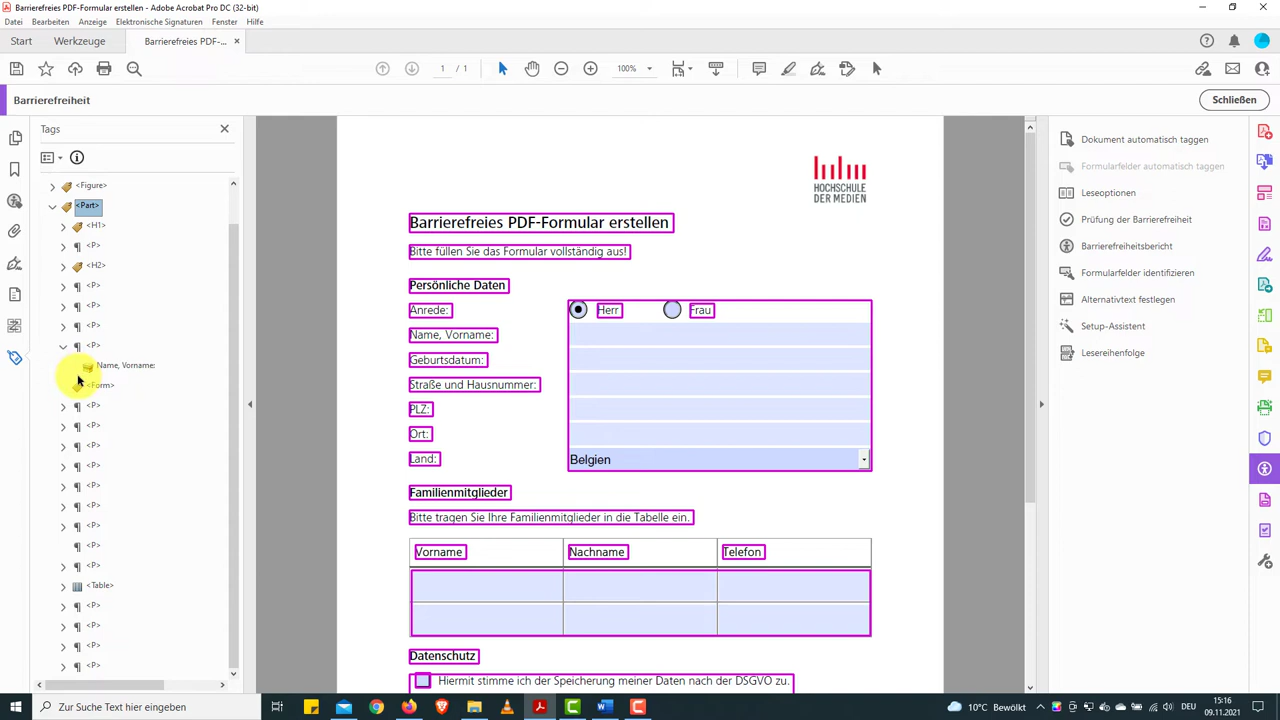 Barrierefreies PDF-Formular erstellen - Adobe Acrobat Pro DC (32-bit)
Datei Bearbeiten Anzeige Elektronische Signaturen Fenster Hilfe
Start Werkzeuge Barrierefreies PDF-...
1 / 1
100%
Barrierefreiheit
Schließen
Tags
<Figure>
<Part>
<H1>
<P>
<H2>
<P>
<P>
<P>
<P>
Name, Vorname:
<Form>
<P>
<P>
<P>
<P>
<P>
<P>
<P>
<P>
<P>
<Table>
<P>
<P>
<P>
<P>
HOCHSCHULE
DER MEDIEN
Barrierefreies PDF-Formular erstellen
Bitte füllen Sie das Formular vollständig aus!
Persönliche Daten
Anrede: Herr Frau
Name, Vorname:
Geburtsdatum:
Straße und Hausnummer:
PLZ:
Ort:
Land: Belgien
Familienmitglieder
Bitte tragen Sie Ihre Familienmitglieder in die Tabelle ein.
Vorname Nachname Telefon
Datenschutz
Hiermit stimme ich der Speicherung meiner Daten nach der DSGVO zu.
Dokument automatisch taggen
Formularfelder automatisch taggen
Leseoptionen
Prüfung der Barrierefreiheit
Barrierefreiheitsbericht
Formularfelder identifizieren
Alternativtext festlegen
Setup-Assistent
Lesereihenfolge
Zur Suche Text hier eingeben
10°C Bewölkt
DEU
15:16
09.11.2021